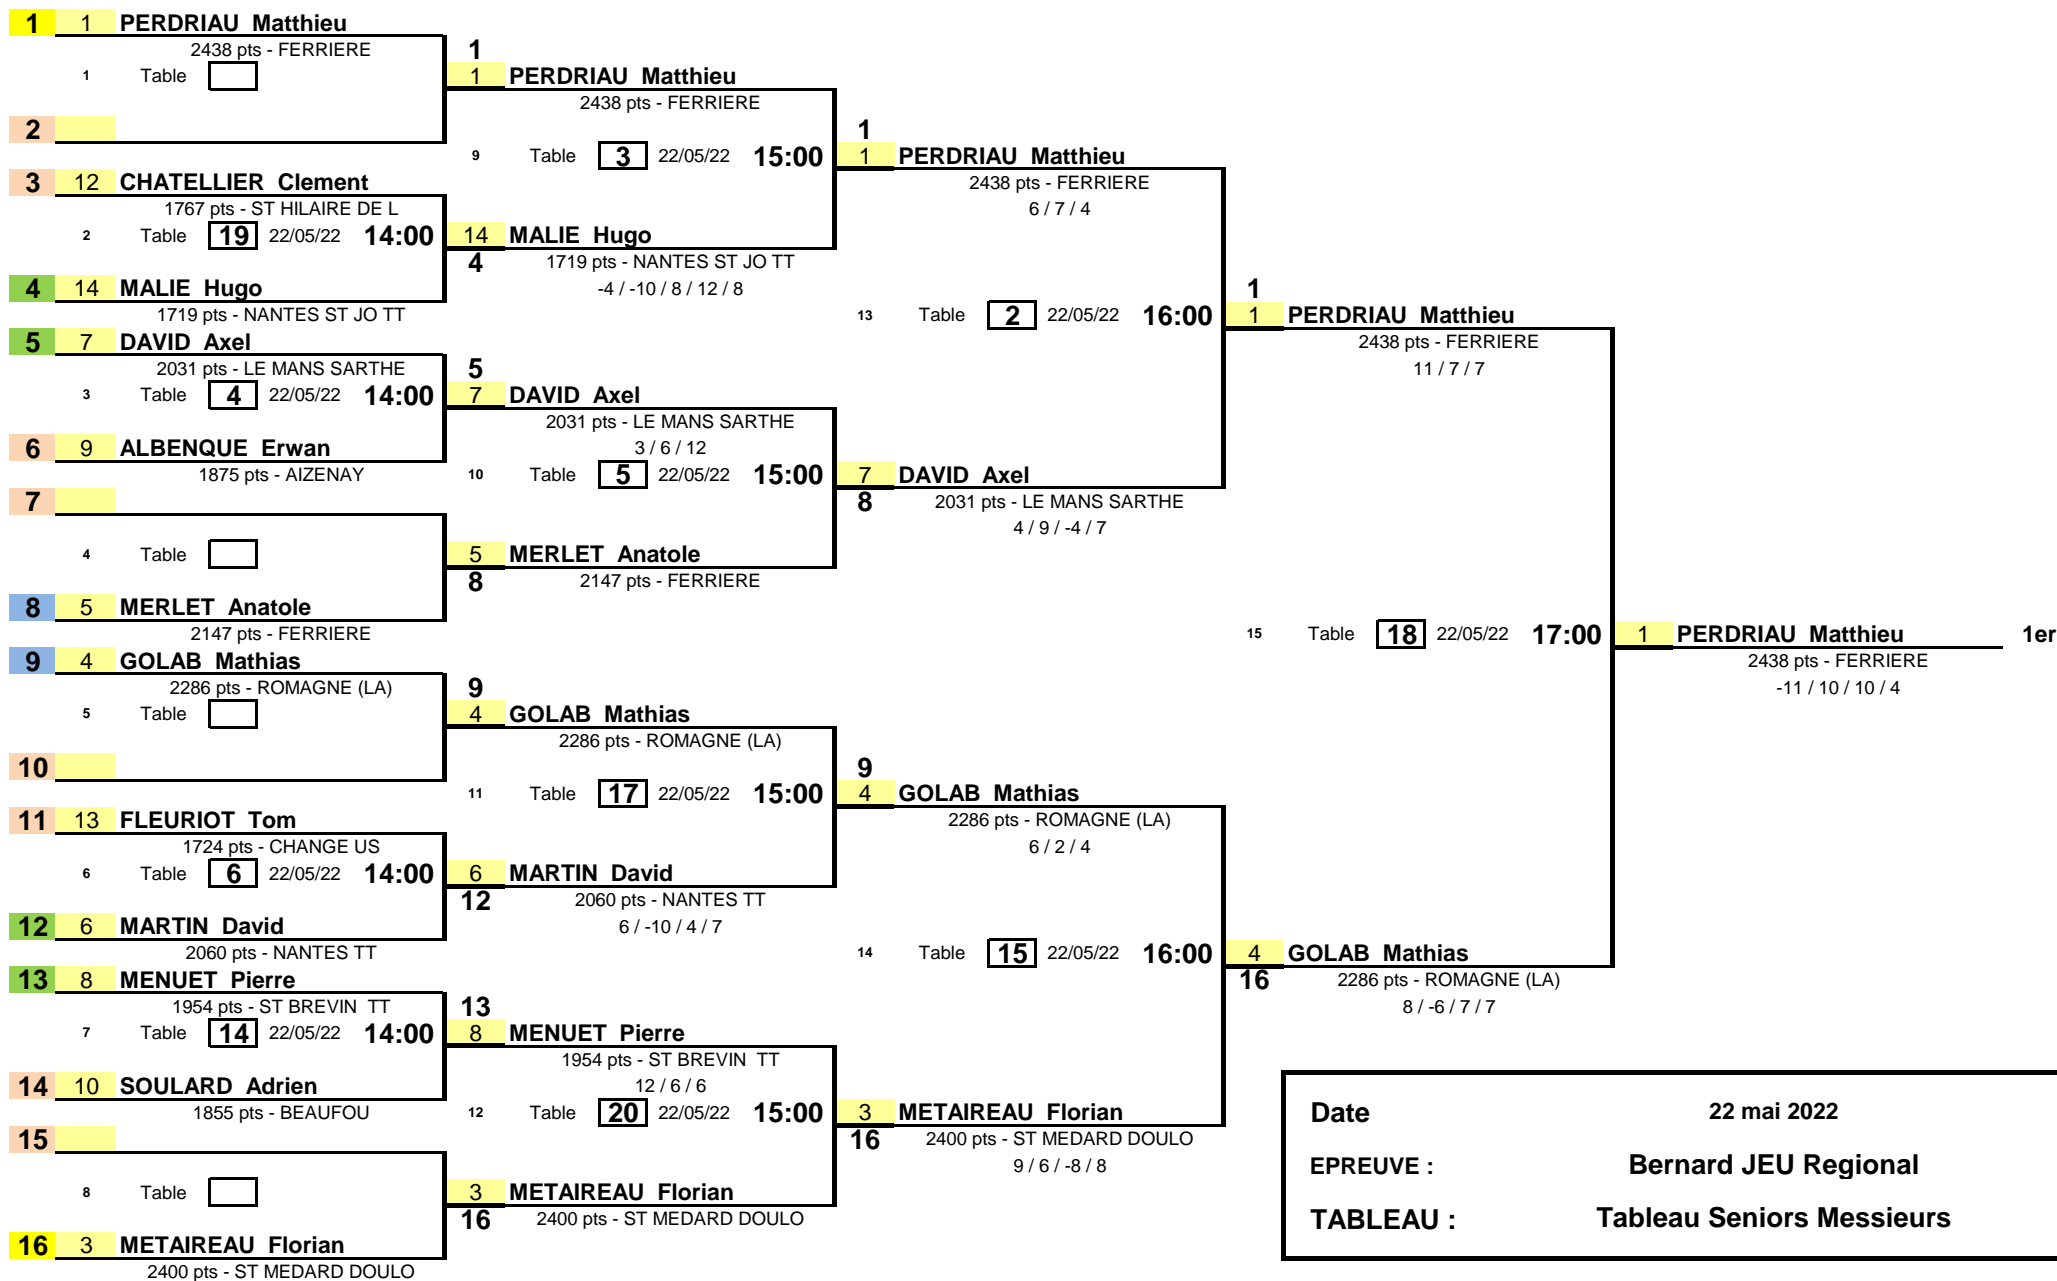 1 1 PERDRIAU Matthieu
2438 pts - FERRIERE
1 Table
2
3 12 CHATELLIER Clement
1767 pts - ST HILAIRE DE L
2 Table 19 22/05/22 14:00
4 14 MALIE Hugo
1719 pts - NANTES ST JO TT
5 7 DAVID Axel
2031 pts - LE MANS SARTHE
3 Table 4 22/05/22 14:00
6 9 ALBENQUE Erwan
1875 pts - AIZENAY
7
4 Table
8 5 MERLET Anatole
2147 pts - FERRIERE
9 4 GOLAB Mathias
2286 pts - ROMAGNE (LA)
5 Table
10
11 13 FLEURIOT Tom
1724 pts - CHANGE US
6 Table 6 22/05/22 14:00
12 6 MARTIN David
2060 pts - NANTES TT
13 8 MENUET Pierre
1954 pts - ST BREVIN TT
7 Table 14 22/05/22 14:00
14 10 SOULARD Adrien
1855 pts - BEAUFOU
15
8 Table
16 3 METAIREAU Florian
2400 pts - ST MEDARD DOULO
1
1 PERDRIAU Matthieu
2438 pts - FERRIERE
9 Table 3 22/05/22 15:00
14 MALIE Hugo
4 1719 pts - NANTES ST JO TT
-4 / -10 / 8 / 12 / 8
5
7 DAVID Axel
2031 pts - LE MANS SARTHE
3 / 6 / 12
10 Table 5 22/05/22 15:00
5 MERLET Anatole
8 2147 pts - FERRIERE
9
4 GOLAB Mathias
2286 pts - ROMAGNE (LA)
11 Table 17 22/05/22 15:00
6 MARTIN David
12 2060 pts - NANTES TT
6 / -10 / 4 / 7
13
8 MENUET Pierre
1954 pts - ST BREVIN TT
12 / 6 / 6
12 Table 20 22/05/22 15:00
3 METAIREAU Florian
16 2400 pts - ST MEDARD DOULO
1
1 PERDRIAU Matthieu
2438 pts - FERRIERE
6 / 7 / 4
13 Table 2 22/05/22 16:00
7 DAVID Axel
8 2031 pts - LE MANS SARTHE
4 / 9 / -4 / 7
9
4 GOLAB Mathias
2286 pts - ROMAGNE (LA)
6 / 2 / 4
14 Table 15 22/05/22 16:00
3 METAIREAU Florian
16 2400 pts - ST MEDARD DOULO
9 / 6 / -8 / 8
1
1 PERDRIAU Matthieu
2438 pts - FERRIERE
11 / 7 / 7
15 Table 18 22/05/22 17:00
4 GOLAB Mathias
16 2286 pts - ROMAGNE (LA)
8 / -6 / 7 / 7
1 PERDRIAU Matthieu 1er
2438 pts - FERRIERE
-11 / 10 / 10 / 4
Date 22 mai 2022
EPREUVE : Bernard JEU Regional
TABLEAU : Tableau Seniors Messieurs